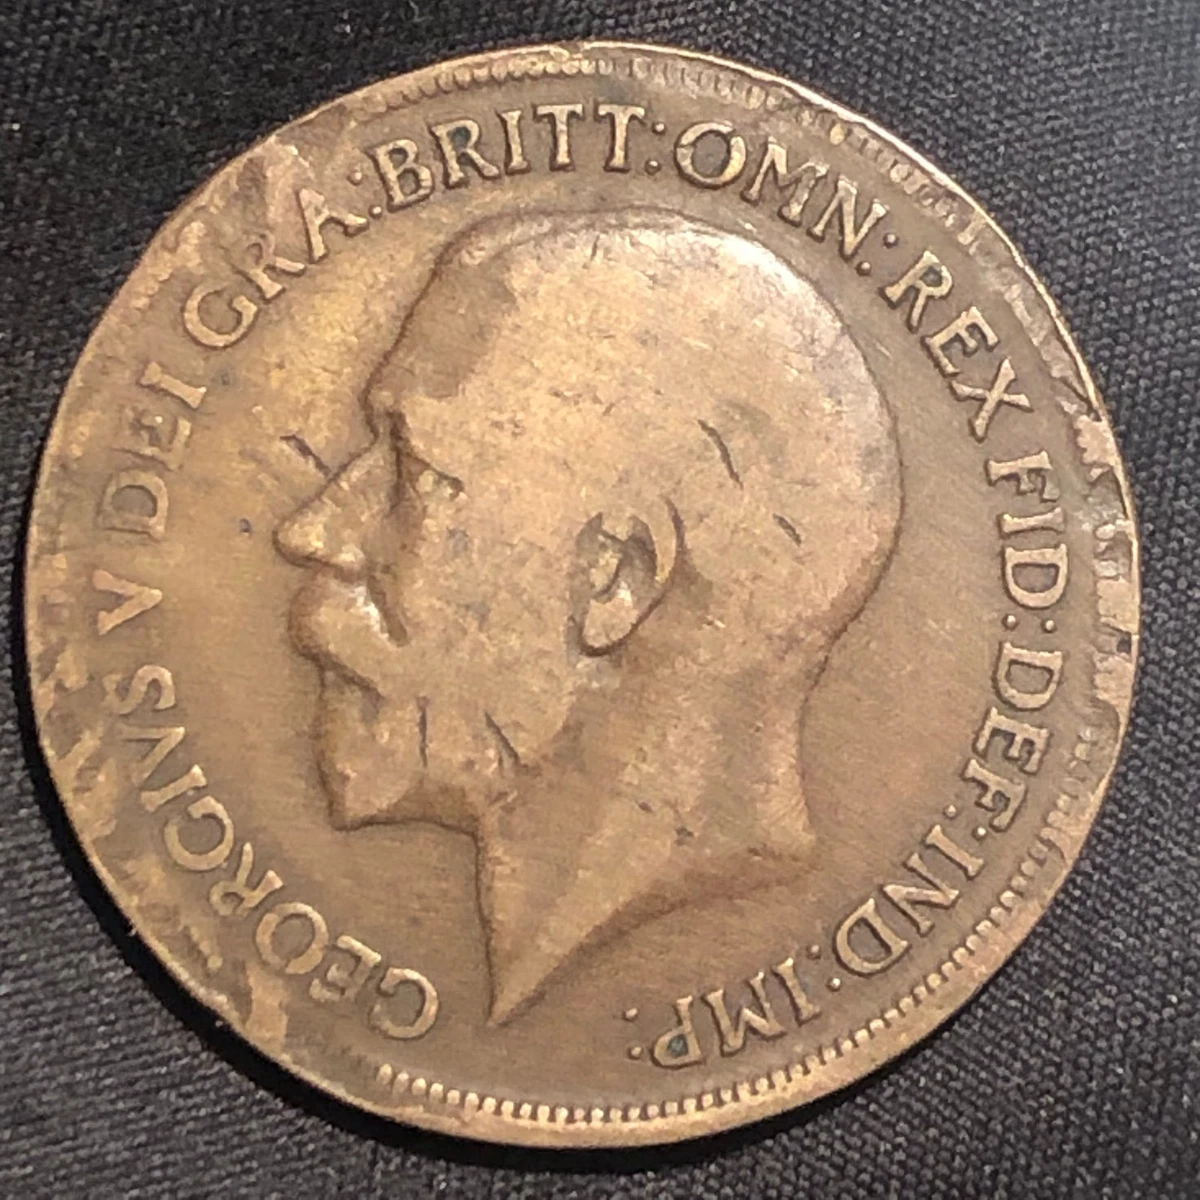 GEORGIVS V DEI GRA: BRITT: OMN: REX FID: DEF: IND: IMP: